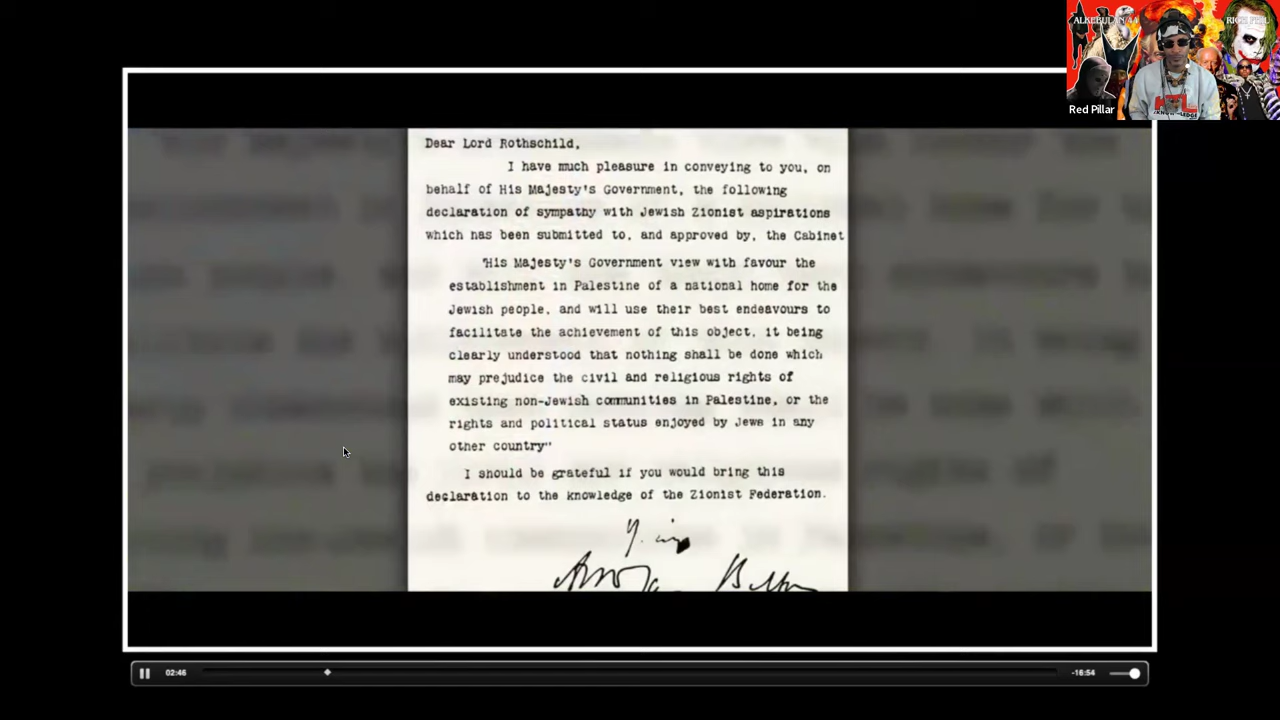 ALKEBULAN 44
RICH PHIL
Red Pillar
Dear Lord Rothschild,
I have much pleasure in conveying to you, on
behalf of His Majesty's Government, the following
declaration of sympathy with Jewish Zionist aspirations
which has been submitted to, and approved by, the Cabinet
"His Majesty's Government view with favour the
establishment in Palestine of a national home for the
Jewish people, and will use their best endeavours to
facilitate the achievement of this object, it being
clearly understood that nothing shall be done which
may prejudice the civil and religious rights of
existing non-Jewish communities in Palestine, or the
rights and political status enjoyed by Jews in any
other country"
I should be grateful if you would bring this
declaration to the knowledge of the Zionist Federation.
02:46
-16:54